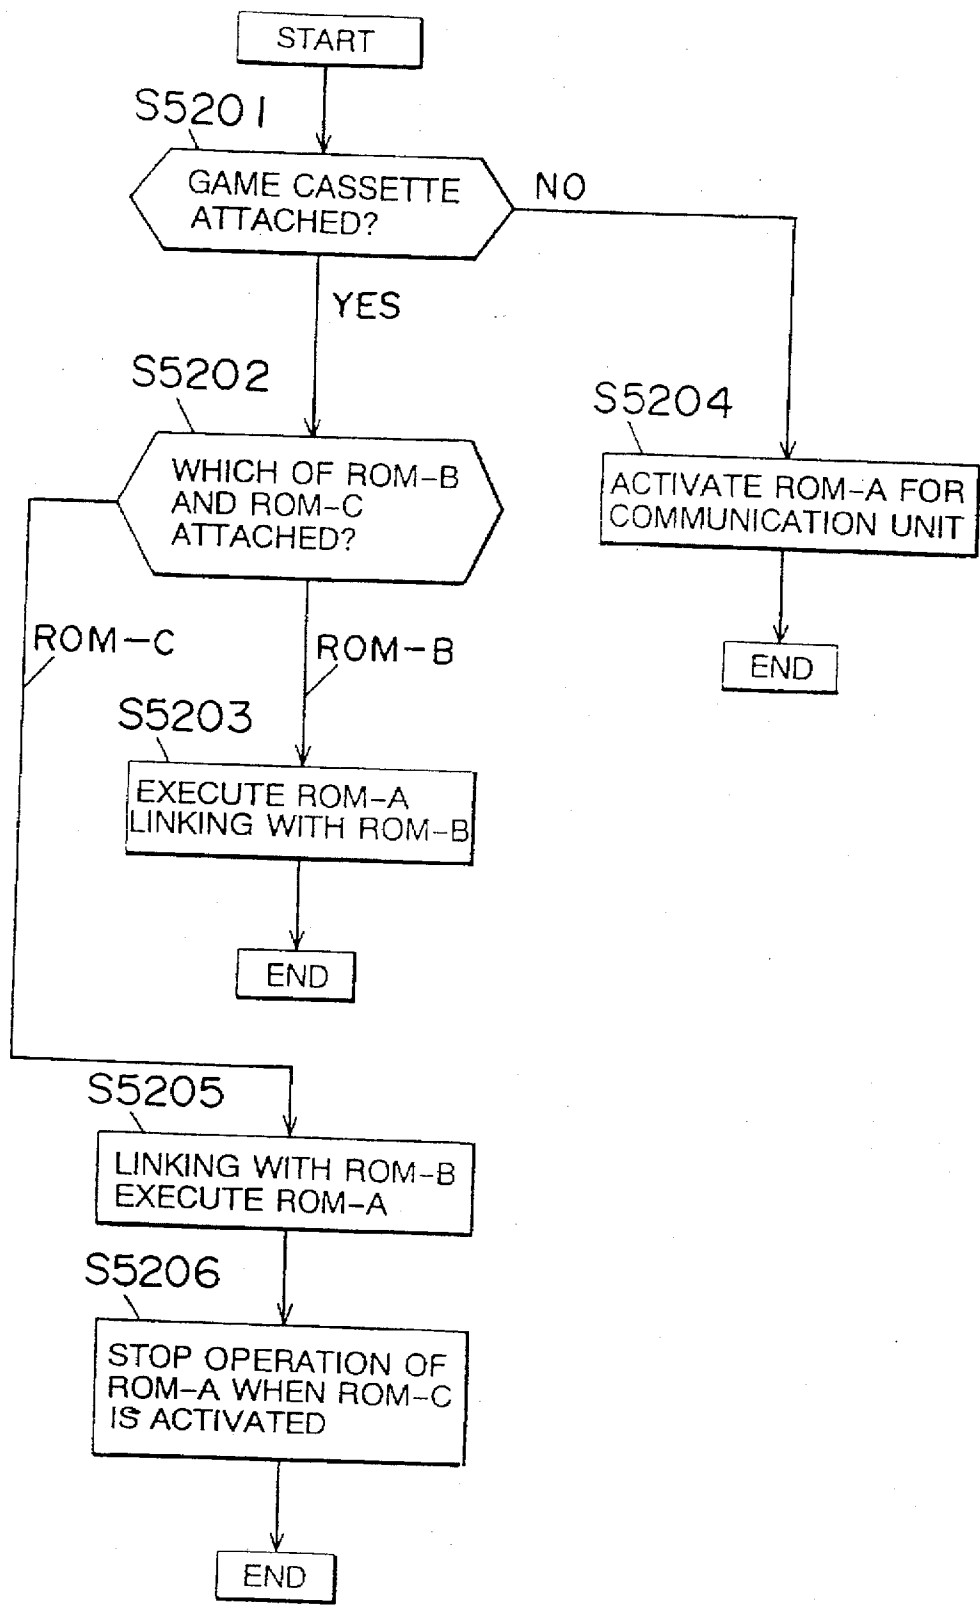 START
S5201
GAME CASSETTE
ATTACHED?
NO
YES
S5202
S5204
WHICH OF ROM-B
AND ROM-C
ATTACHED?
ACTIVATE ROM-A FOR
COMMUNICATION UNIT
ROM-C
ROM-B
END
S5203
EXECUTE ROM-A
LINKING WITH ROM-B
END
S5205
LINKING WITH ROM-B
EXECUTE ROM-A
S5206
STOP OPERATION OF
ROM-A WHEN ROM-C
IS ACTIVATED
END